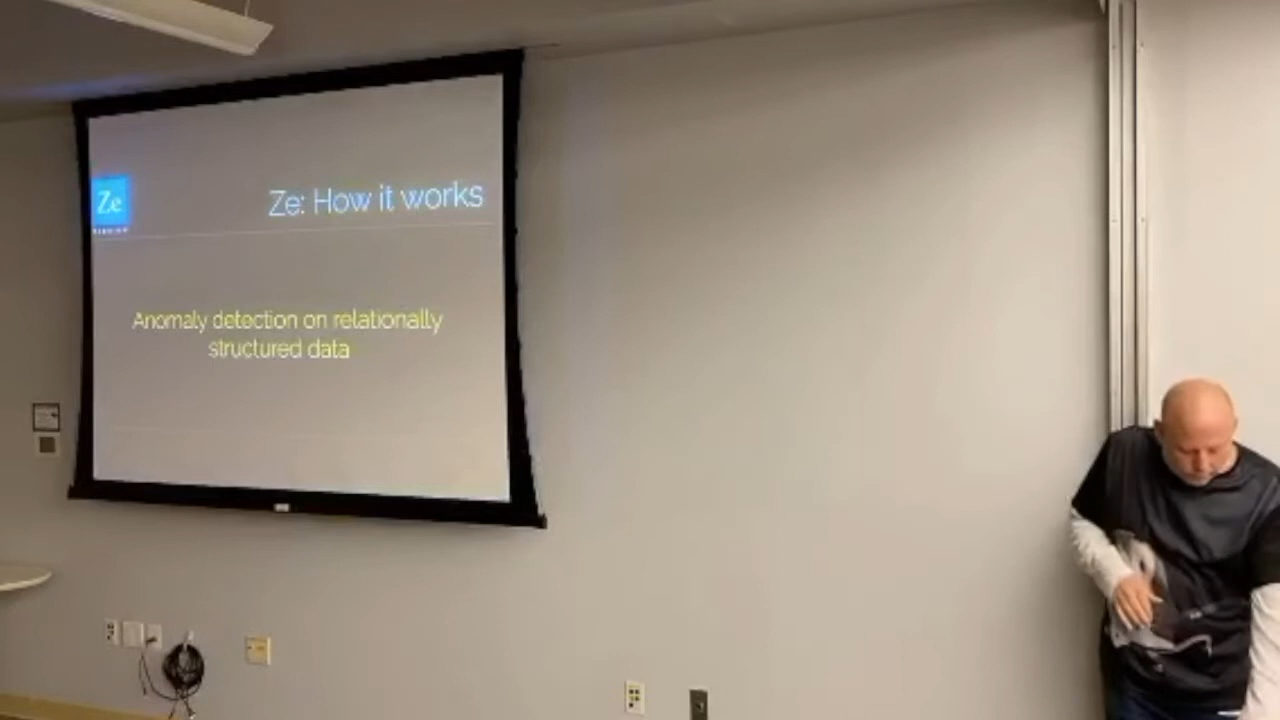 Ze
Ze: How it works
Anomaly detection on relationally
structured data